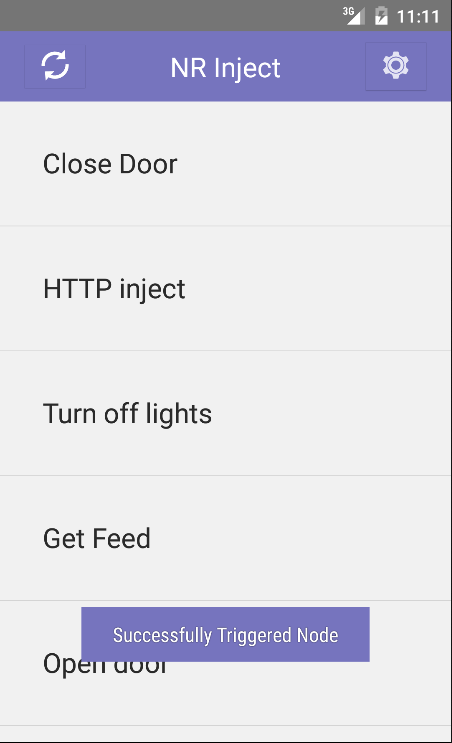 3G 11:11
NR Inject
Close Door
HTTP inject
Turn off lights
Get Feed
Successfully Triggered Node
Open door